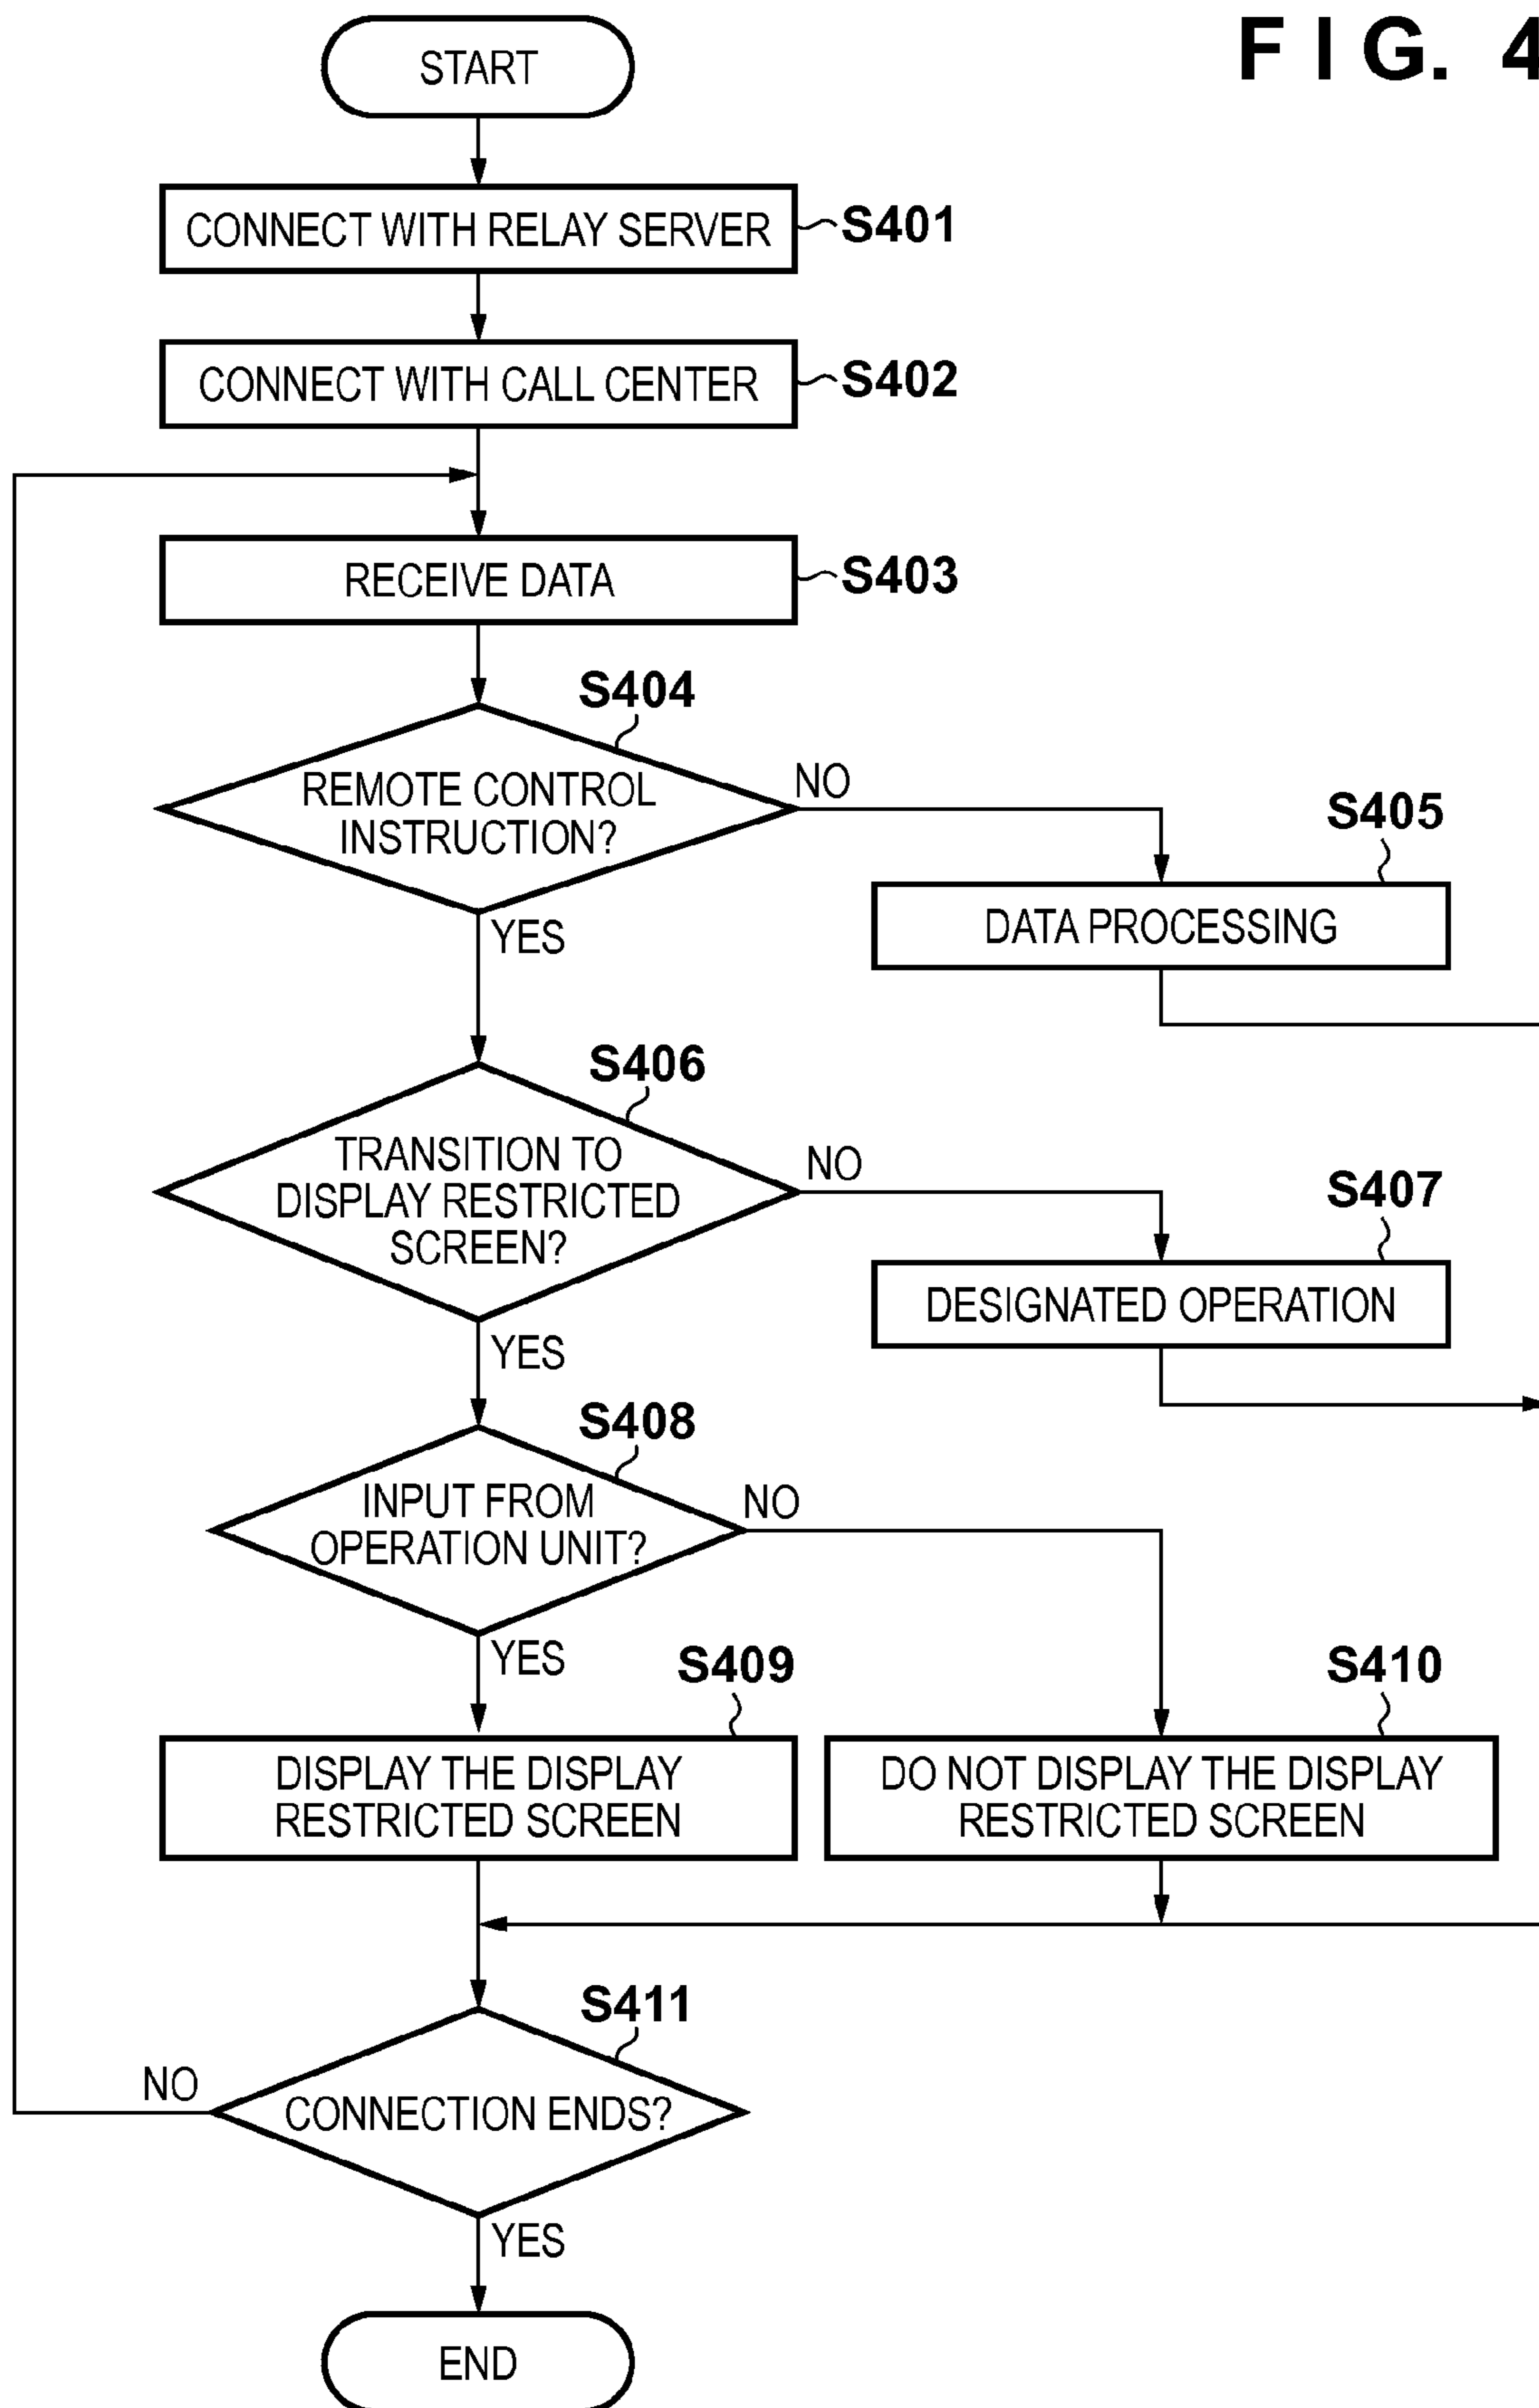 FIG. 4
START
CONNECT WITH RELAY SERVER
S401
CONNECT WITH CALL CENTER
S402
RECEIVE DATA
S403
S404
REMOTE CONTROL
INSTRUCTION?
NO
YES
S405
DATA PROCESSING
S406
TRANSITION TO
DISPLAY RESTRICTED
SCREEN?
NO
YES
S407
DESIGNATED OPERATION
S408
INPUT FROM
OPERATION UNIT?
NO
YES
S409
DISPLAY THE DISPLAY
RESTRICTED SCREEN
S410
DO NOT DISPLAY THE DISPLAY
RESTRICTED SCREEN
S411
CONNECTION ENDS?
NO
YES
END